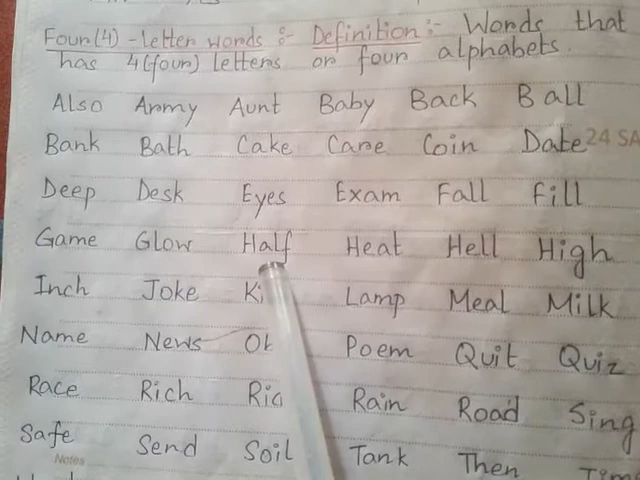 Four(4)-letter words :- Definition:- Words that
has 4(four) letters or four alphabets.
Also Army Aunt Baby Back Ball
Bank Bath Cake Care Coin Date 24 SA
Deep Desk Eyes Exam Fall Fill
Game Glow Half Heat Hell High
Inch Joke Lamp Meal Milk
Name News Poem Quit Quiz
Race Rich Rain Road Sing
Safe Send Soil Tank Then
Notes